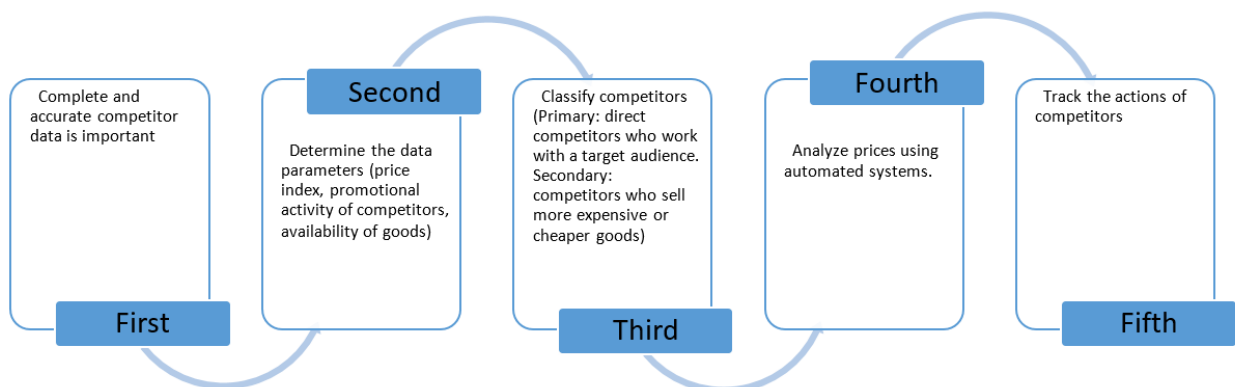 Complete and
accurate competitor
data is important
First
Second
Determine the data
parameters (price
index, promotional
activity of competitors,
availability of goods)
Classify competitors
(Primary: direct
competitors who work
with a target audience.
Secondary:
competitors who sell
more expensive or
cheaper goods)
Third
Fourth
Analyze prices using
automated systems.
Track the actions of
competitors
Fifth